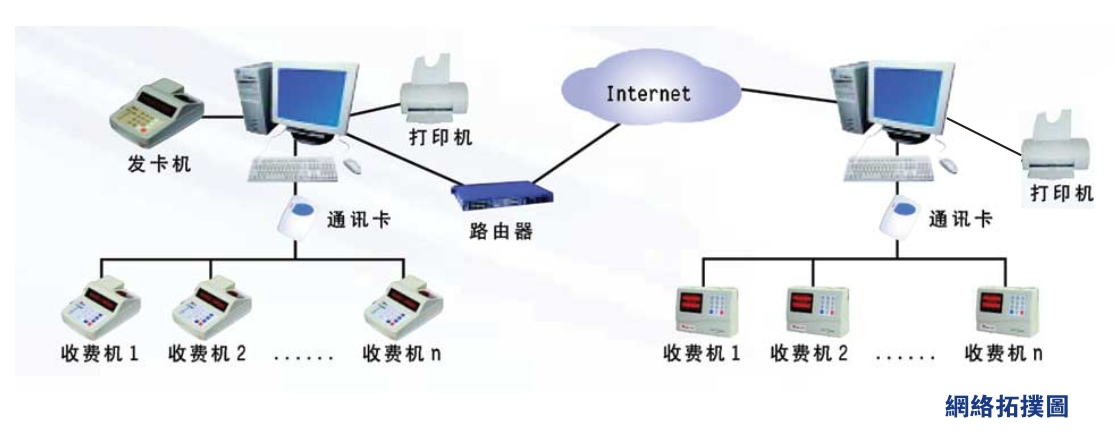 Internet
打印机
发卡机
打印机
通讯卡
路由器
通讯卡
收费机1
收费机2
......
收费机n
收费机1
收费机2
......
收费机n
網絡拓撲圖